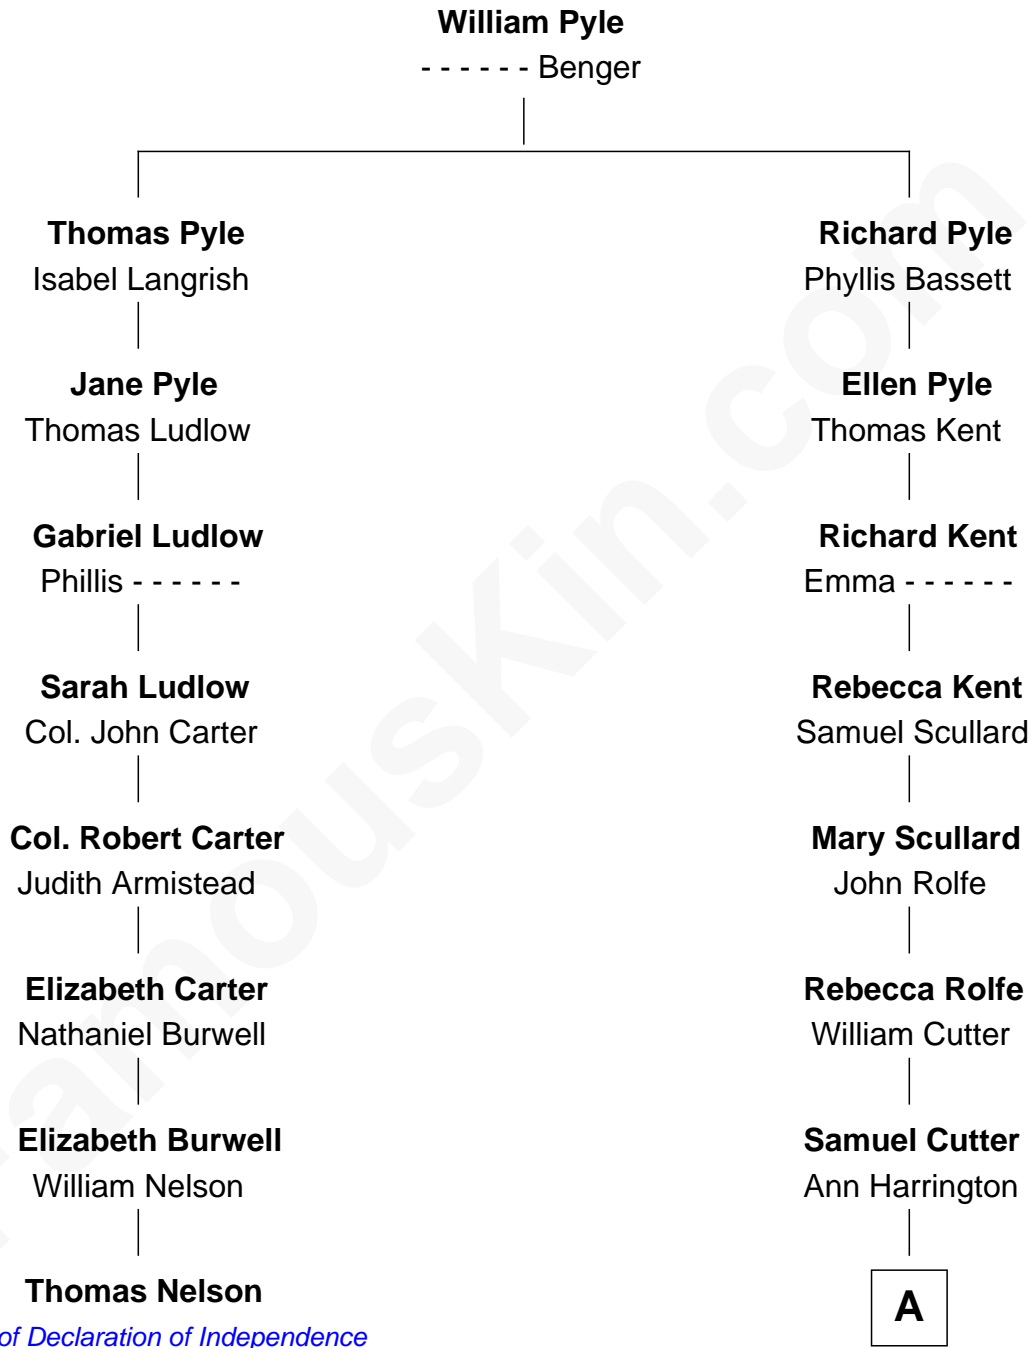 William Pyle
- - - - - - Benger
Thomas Pyle
Isabel Langrish
Richard Pyle
Phyllis Bassett
Jane Pyle
Thomas Ludlow
Ellen Pyle
Thomas Kent
Gabriel Ludlow
Phillis - - - - - -
Richard Kent
Emma - - - - - -
Sarah Ludlow
Col. John Carter
Rebecca Kent
Samuel Scullard
Col. Robert Carter
Judith Armistead
Mary Scullard
John Rolfe
Elizabeth Carter
Nathaniel Burwell
Rebecca Rolfe
William Cutter
Elizabeth Burwell
William Nelson
Samuel Cutter
Ann Harrington
Thomas Nelson
of Declaration of Independence
A
famousKin.com